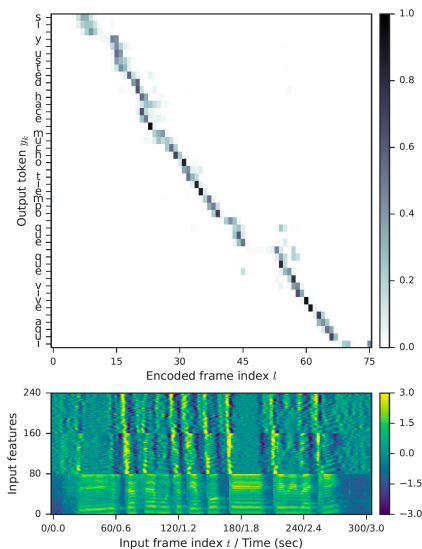 s
i
y
u
s
t
e
d
h
a
c
e
m
u
c
h
o
t
i
e
m
p
o
q
u
e
q
u
e
v
i
v
e
a
q
u
i
Output token yₖ
0 15 30 45 60 75
Encoded frame index l
1.0
0.8
0.6
0.4
0.2
0.0
240
160
80
0
Input features
0/0.0 60/0.6 120/1.2 180/1.8 240/2.4 300/3.0
Input frame index t / Time (sec)
3.0
1.5
0.0
−1.5
−3.0